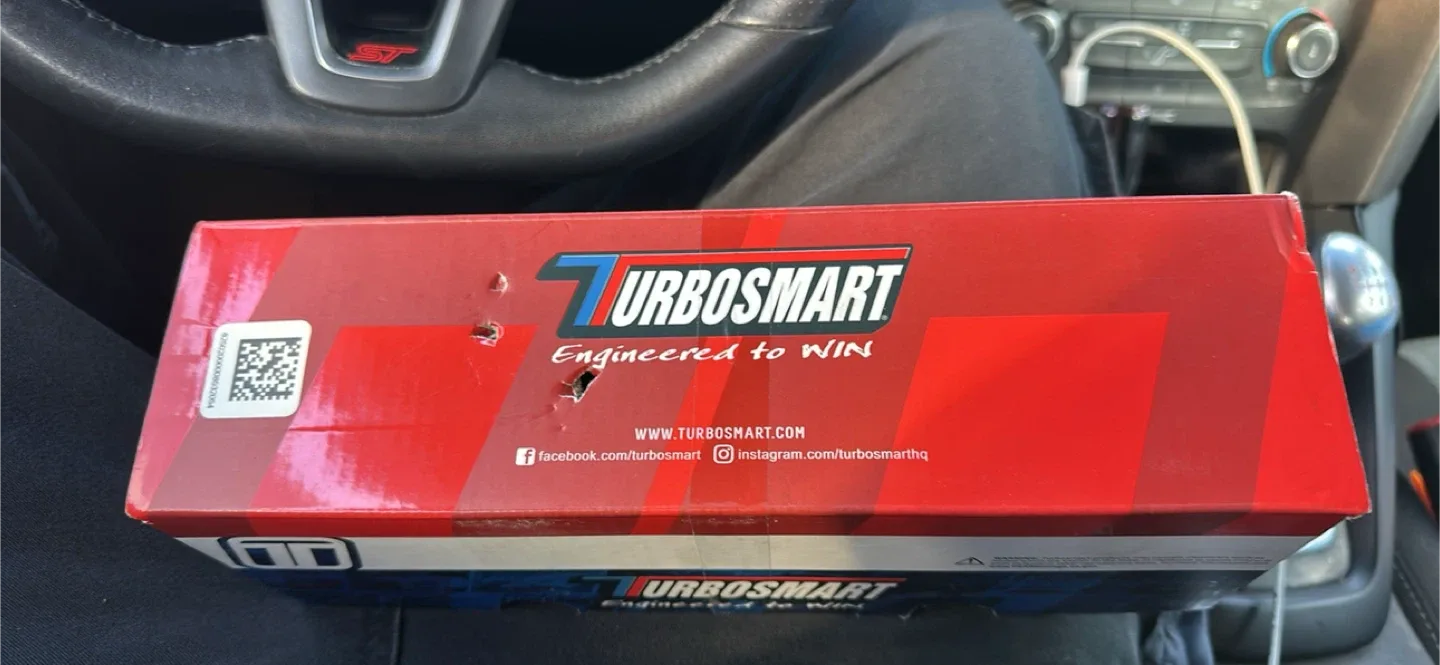 ST
TURBOSMART
Engineered to WIN
WWW.TURBOSMART.COM
facebook.com/turbosmart instagram.com/turbosmarthq
TURBOSMART
Engineered to WIN